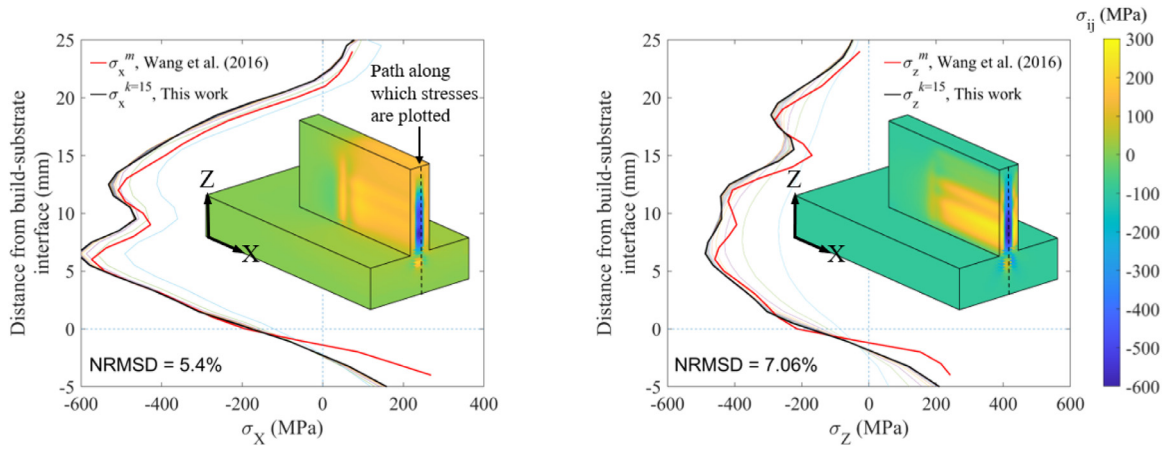 25
20
15
10
5
0
-5
-600
-400
-200
0
200
400
Distance from build-substrate
interface (mm)
σX (MPa)
σx^m, Wang et al. (2016)
σx^k=15, This work
Path along
which stresses
are plotted
Z
X
NRMSD = 5.4%
25
20
15
10
5
0
-5
-600
-400
-200
0
200
400
600
Distance from build-substrate
interface (mm)
σZ (MPa)
σz^m, Wang et al. (2016)
σz^k=15, This work
Z
X
NRMSD = 7.06%
σij (MPa)
300
200
100
0
-100
-200
-300
-400
-500
-600